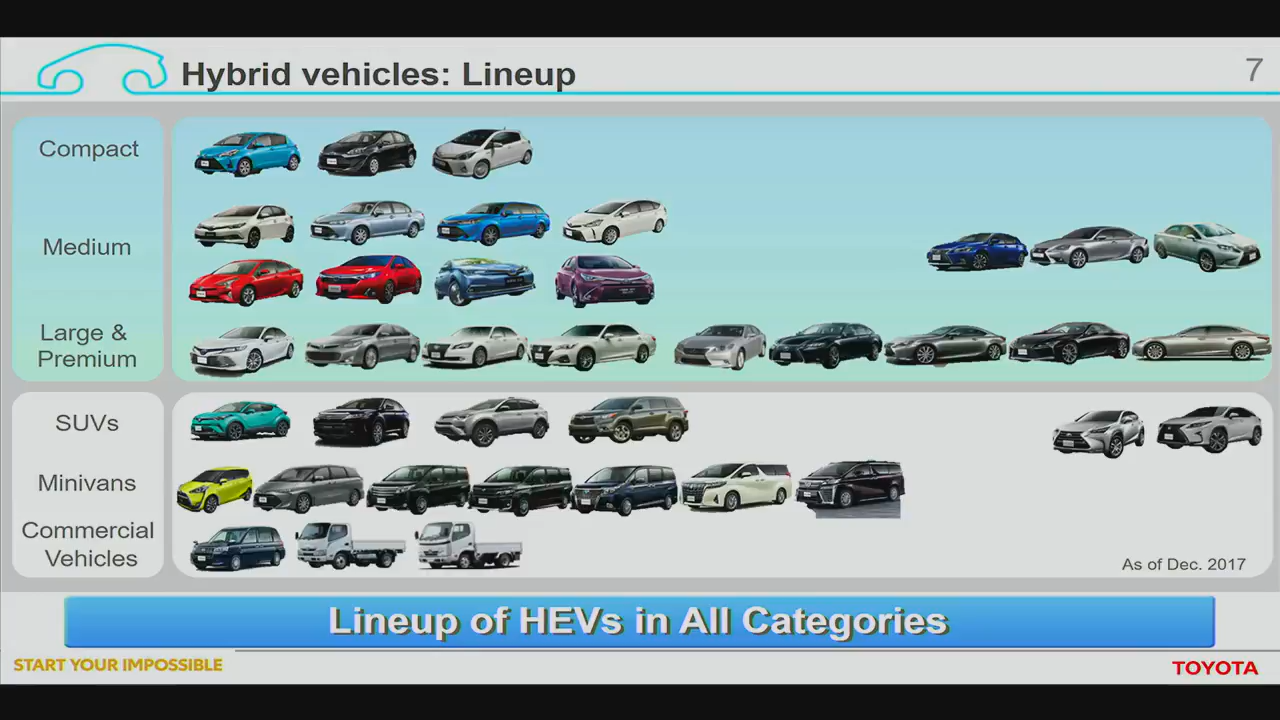 Hybrid vehicles: Lineup
7
Compact
Medium
Large &
Premium
SUVs
Minivans
Commercial
Vehicles
As of Dec. 2017
Lineup of HEVs in All Categories
START YOUR IMPOSSIBLE
TOYOTA